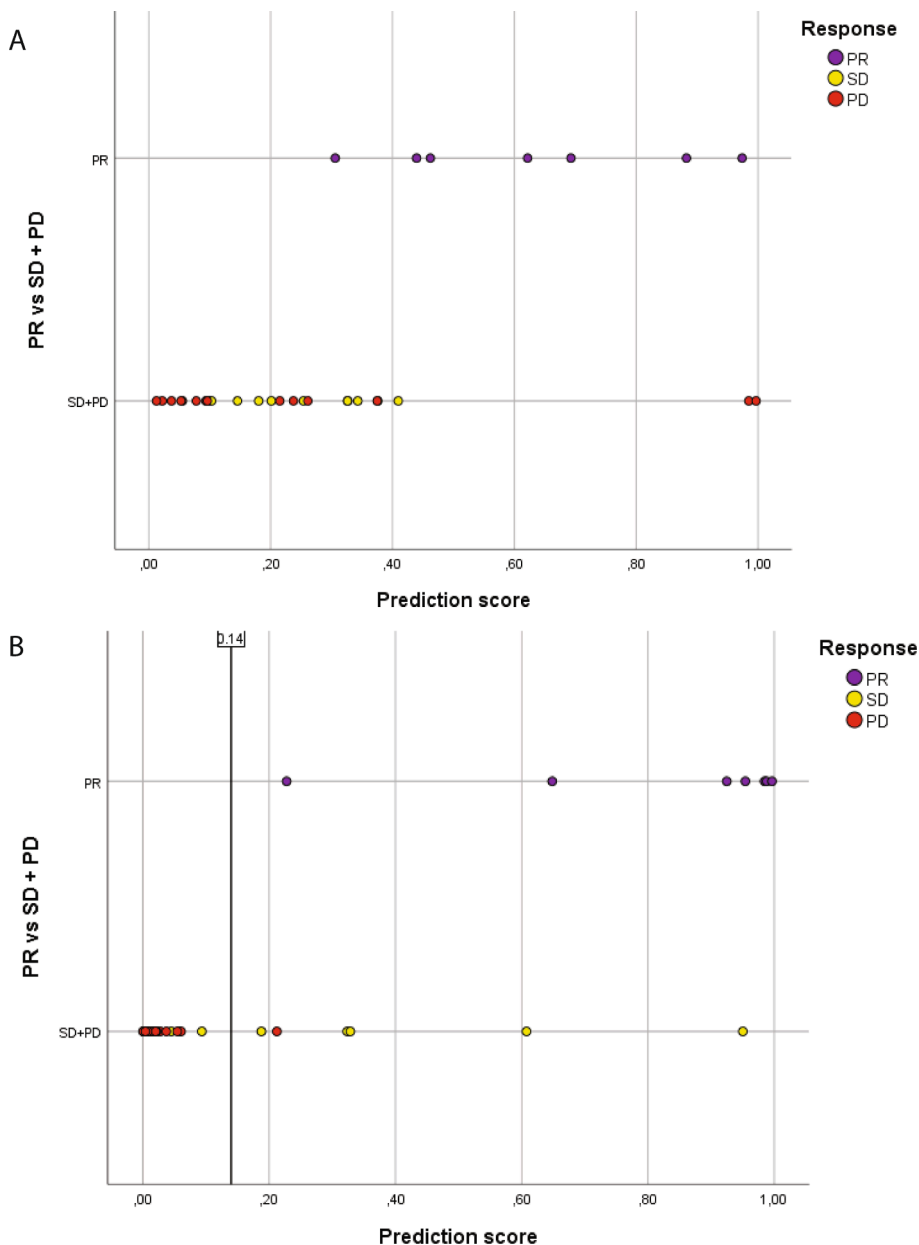 A
Response
PR
SD
PD
PR
PR vs SD + PD
SD+PD
,00 ,20 ,40 ,60 ,80 1,00
Prediction score
B
0.14
Response
PR
SD
PD
PR
PR vs SD + PD
SD+PD
,00 ,20 ,40 ,60 ,80 1,00
Prediction score